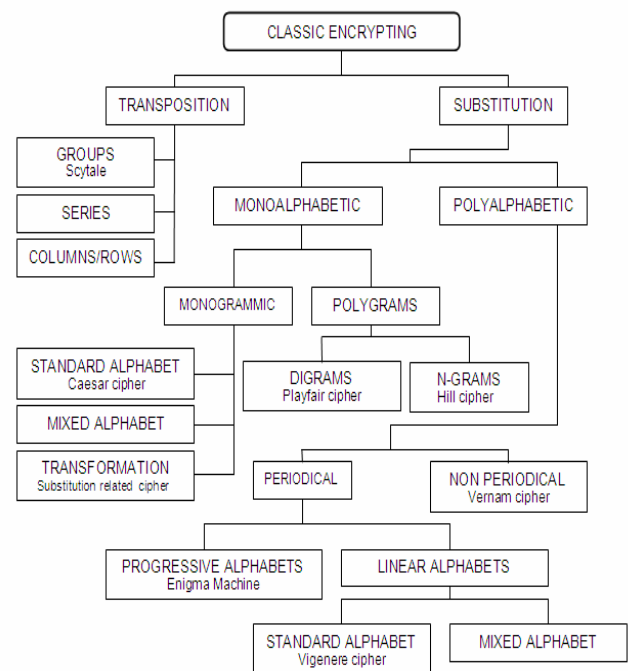 CLASSIC ENCRYPTING
TRANSPOSITION
SUBSTITUTION
GROUPS
Scytale
SERIES
COLUMNS/ROWS
MONOALPHABETIC
POLYALPHABETIC
MONOGRAMMIC
POLYGRAMS
STANDARD ALPHABET
Caesar cipher
MIXED ALPHABET
TRANSFORMATION
Substitution related cipher
DIGRAMS
Playfair cipher
N-GRAMS
Hill cipher
PERIODICAL
NON PERIODICAL
Vernam cipher
PROGRESSIVE ALPHABETS
Enigma Machine
LINEAR ALPHABETS
STANDARD ALPHABET
Vigenere cipher
MIXED ALPHABET